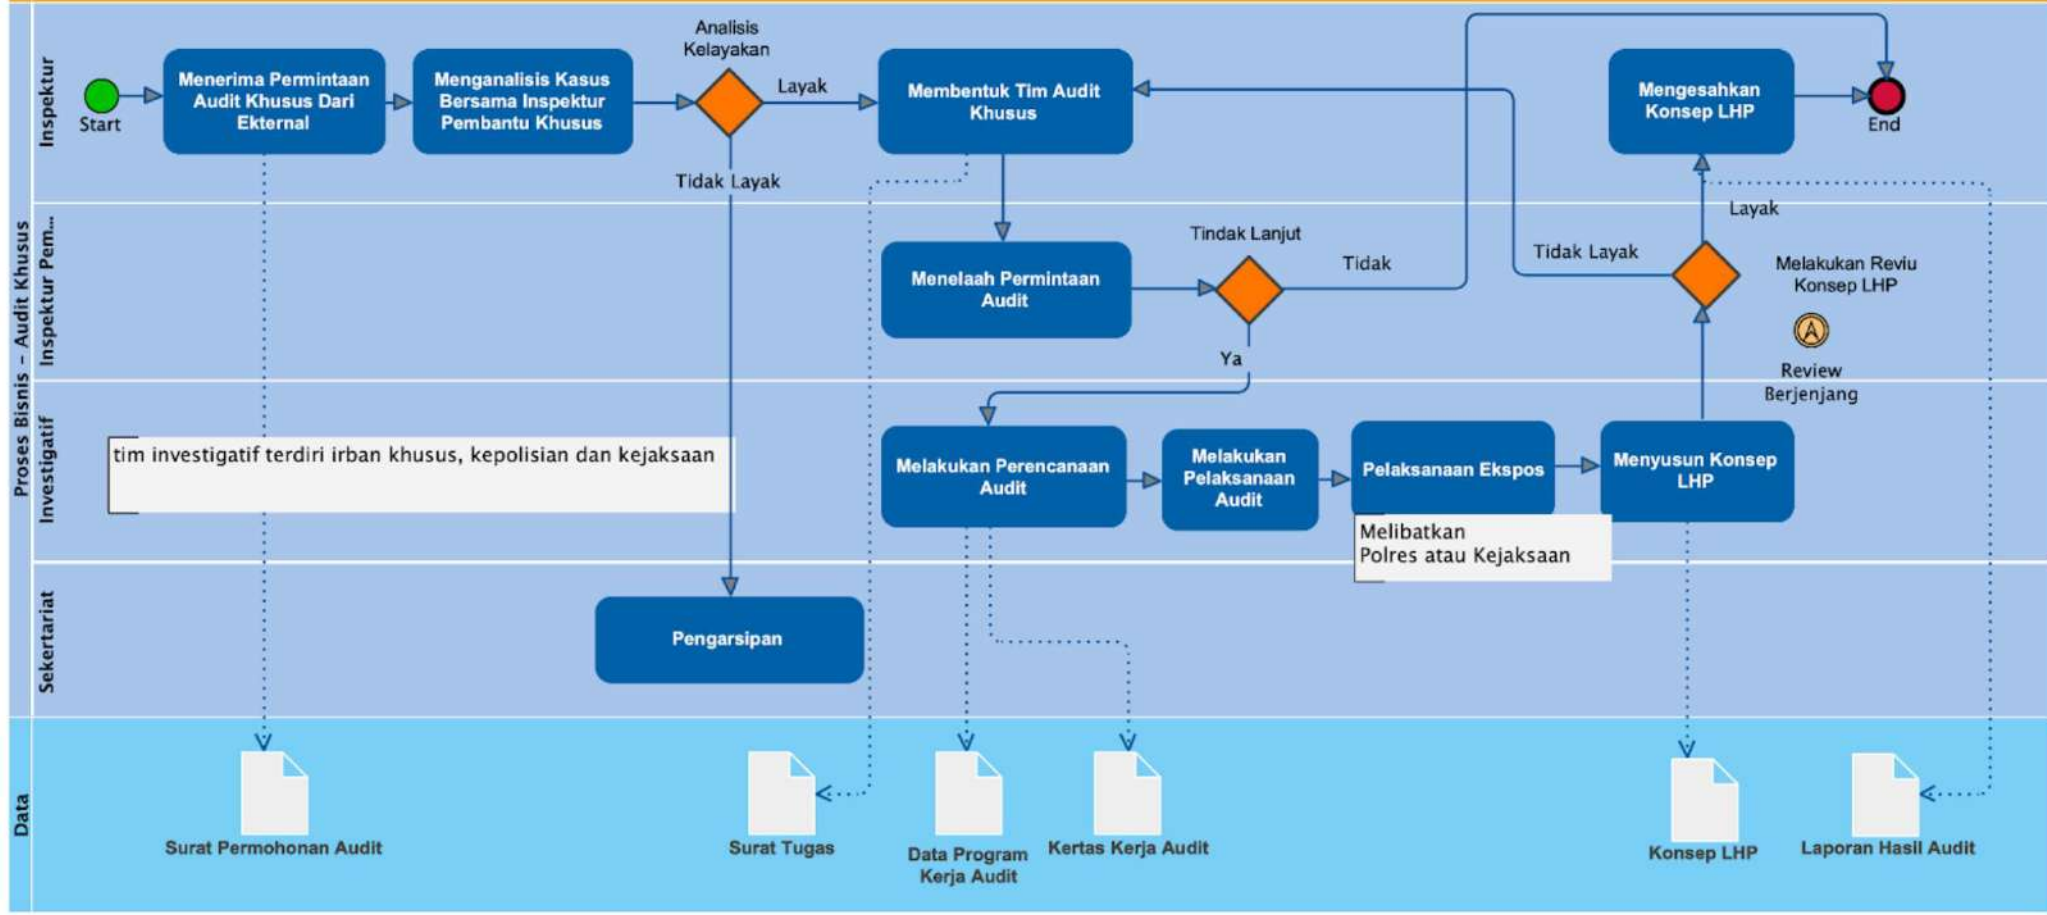 Proses Bisnis - Audit Khusus
Inspektur
Start
Menerima Permintaan
Audit Khusus Dari
Ekternal
Menganalisis Kasus
Bersama Inspektur
Pembantu Khusus
Analisis
Kelayakan
Layak
Tidak Layak
Membentuk Tim Audit
Khusus
Mengesahkan
Konsep LHP
End
Inspektur Pem...
Menelaah Permintaan
Audit
Tindak Lanjut
Tidak
Ya
Tidak Layak
Layak
Melakukan Reviu
Konsep LHP
Review
Berjenjang
Investigatif
tim investigatif terdiri irban khusus, kepolisian dan kejaksaan
Melakukan Perencanaan
Audit
Melakukan
Pelaksanaan
Audit
Pelaksanaan Ekspos
Melibatkan
Polres atau Kejaksaan
Menyusun Konsep
LHP
Sekertariat
Pengarsipan
Data
Surat Permohonan Audit
Surat Tugas
Data Program
Kerja Audit
Kertas Kerja Audit
Konsep LHP
Laporan Hasil Audit